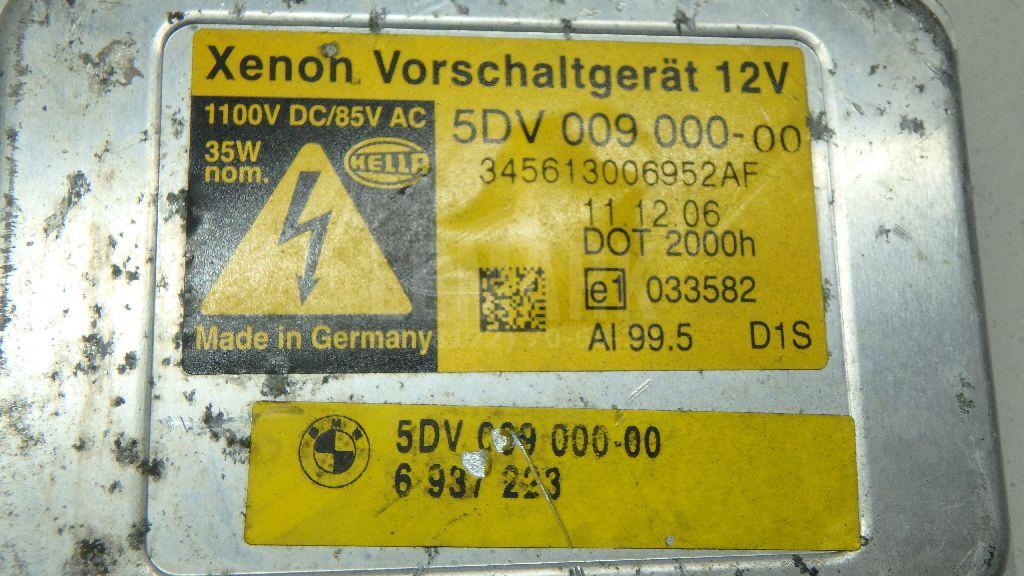 Xenon Vorschaltgerät 12V
1100V DC/85V AC
35W
nom.
HELLA
Made in Germany
5DV 009 000-00
345613006952AF
11.12.06
DOT 2000h
e1 033582
Al 99.5 D1S
BMW
5DV 009 000-00
6 937 223